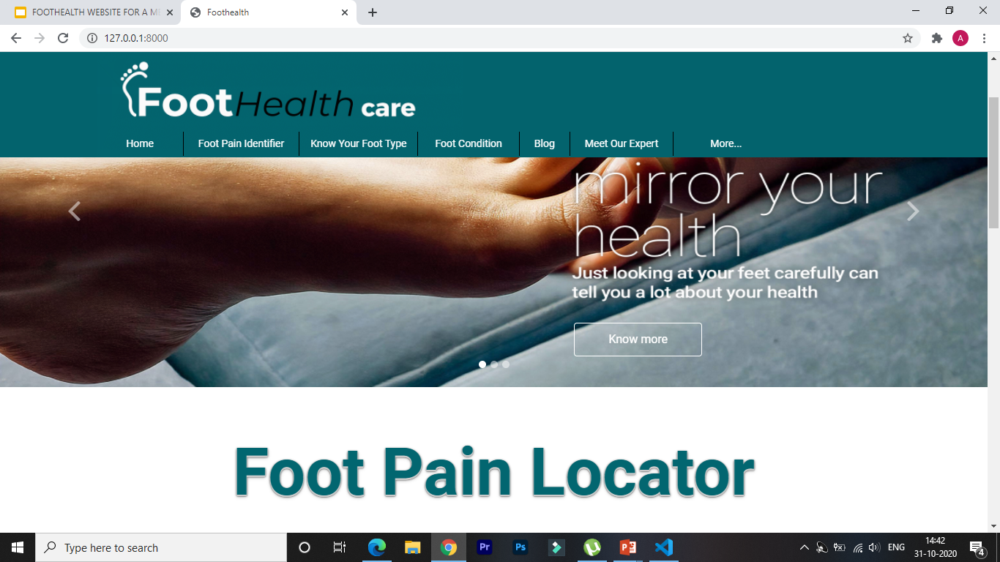 FOOTHEALTH WEBSITE FOR A M
Foothealth
127.0.0.1:8000
A
FootHealth care
Home
Foot Pain Identifier
Know Your Foot Type
Foot Condition
Blog
Meet Our Expert
More...
mirror your
health
Just looking at your feet carefully can
tell you a lot about your health
Know more
Foot Pain Locator
Type here to search
Pr
Ps
P
ENG
14:42
31-10-2020
4